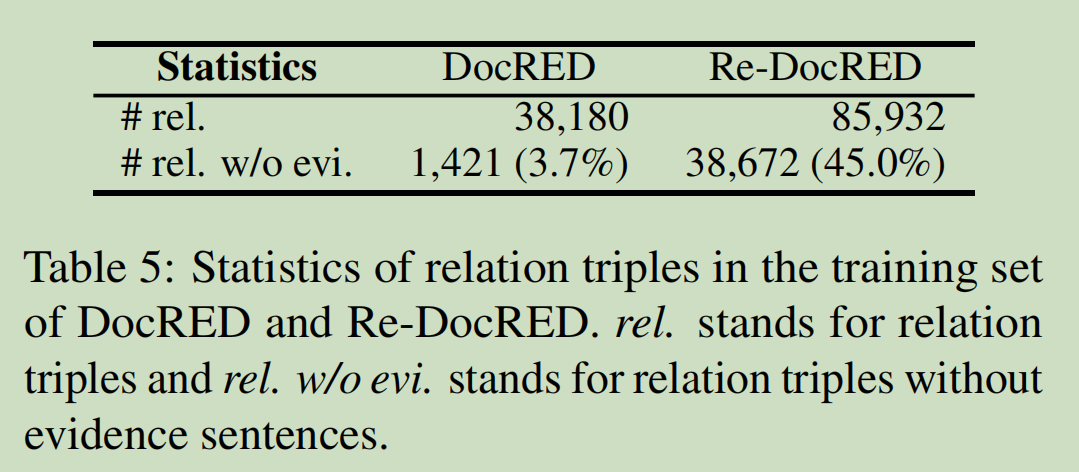 Statistics DocRED Re-DocRED
# rel. 38,180 85,932
# rel. w/o evi. 1,421 (3.7%) 38,672 (45.0%)
Table 5: Statistics of relation triples in the training set
of DocRED and Re-DocRED. rel. stands for relation
triples and rel. w/o evi. stands for relation triples without
evidence sentences.